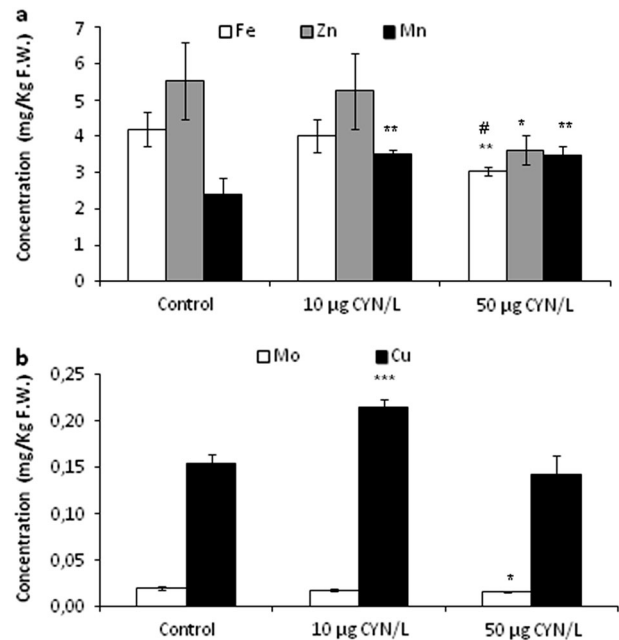 a
Fe Zn Mn
Concentration (mg/Kg F.W.)
7
6
5
4
3
2
1
0
**
#
**
*
**
Control 10 µg CYN/L 50 µg CYN/L
b
Mo Cu
Concentration (mg/Kg F.W.)
0,25
0,20
0,15
0,10
0,05
0,00
***
*
Control 10 µg CYN/L 50 µg CYN/L